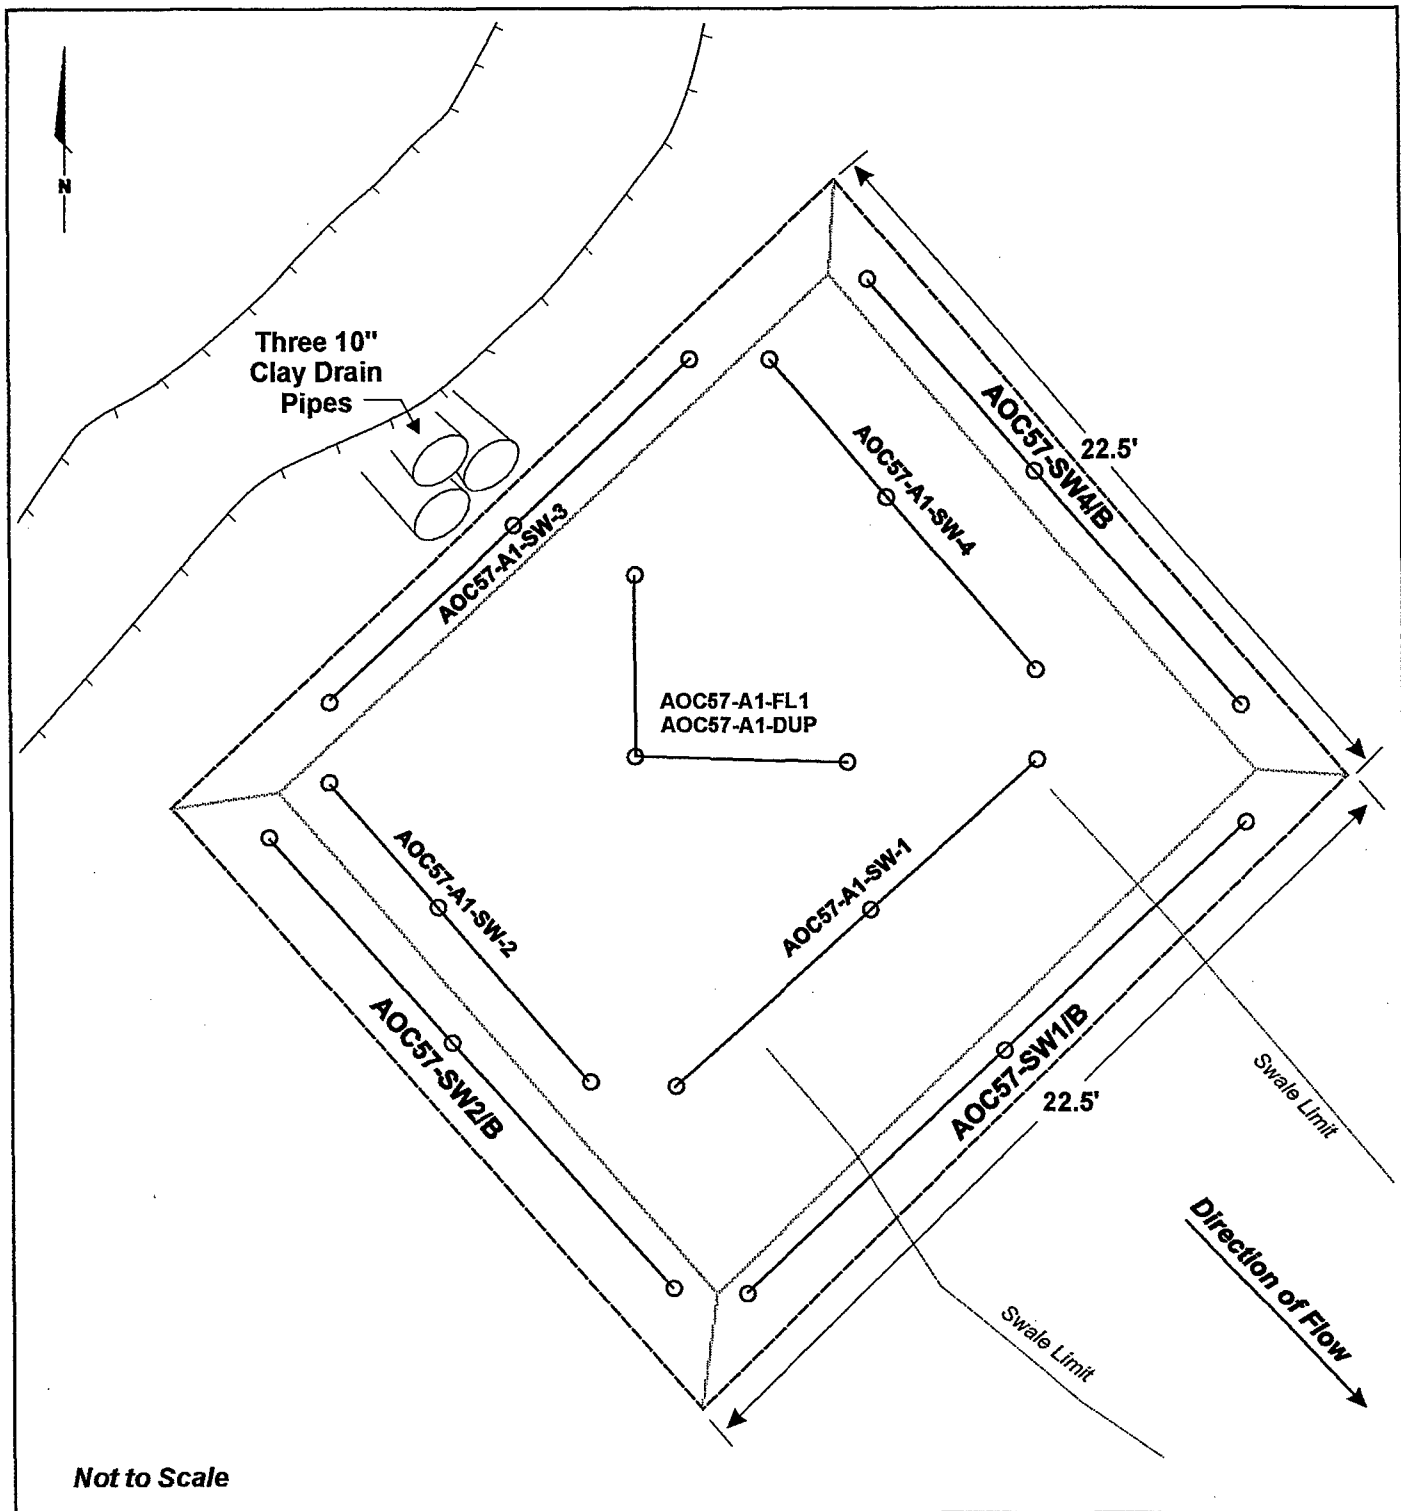 N
Three 10"
Clay Drain
Pipes
AOC57-SW4/B
22.5'
AOC57-A1-SW-4
AOC57-A1-SW-3
AOC57-A1-FL1
AOC57-A1-DUP
AOC57-A1-SW-2
AOC57-A1-SW-1
AOC57-SW2/B
AOC57-SW1/B
22.5'
Swale Limit
Swale Limit
Direction of Flow
Not to Scale